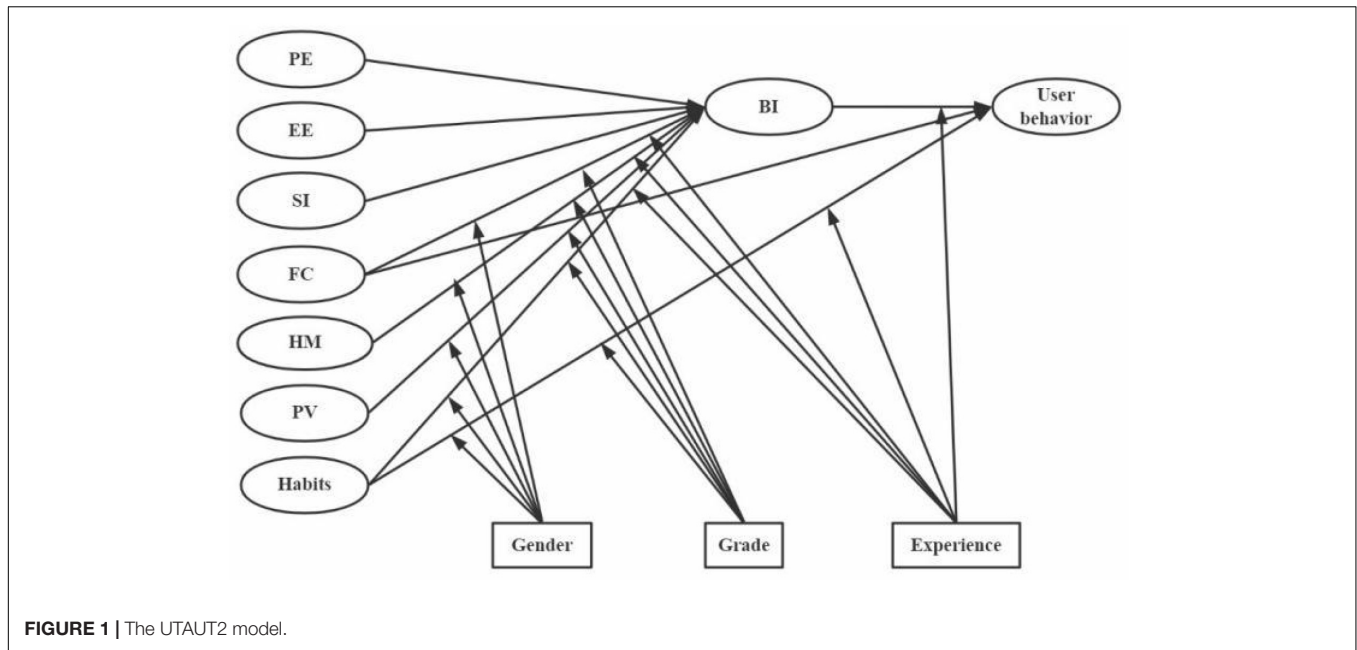 PE
EE
SI
FC
HM
PV
Habits
BI
User
behavior
Gender
Grade
Experience
FIGURE 1 | The UTAUT2 model.